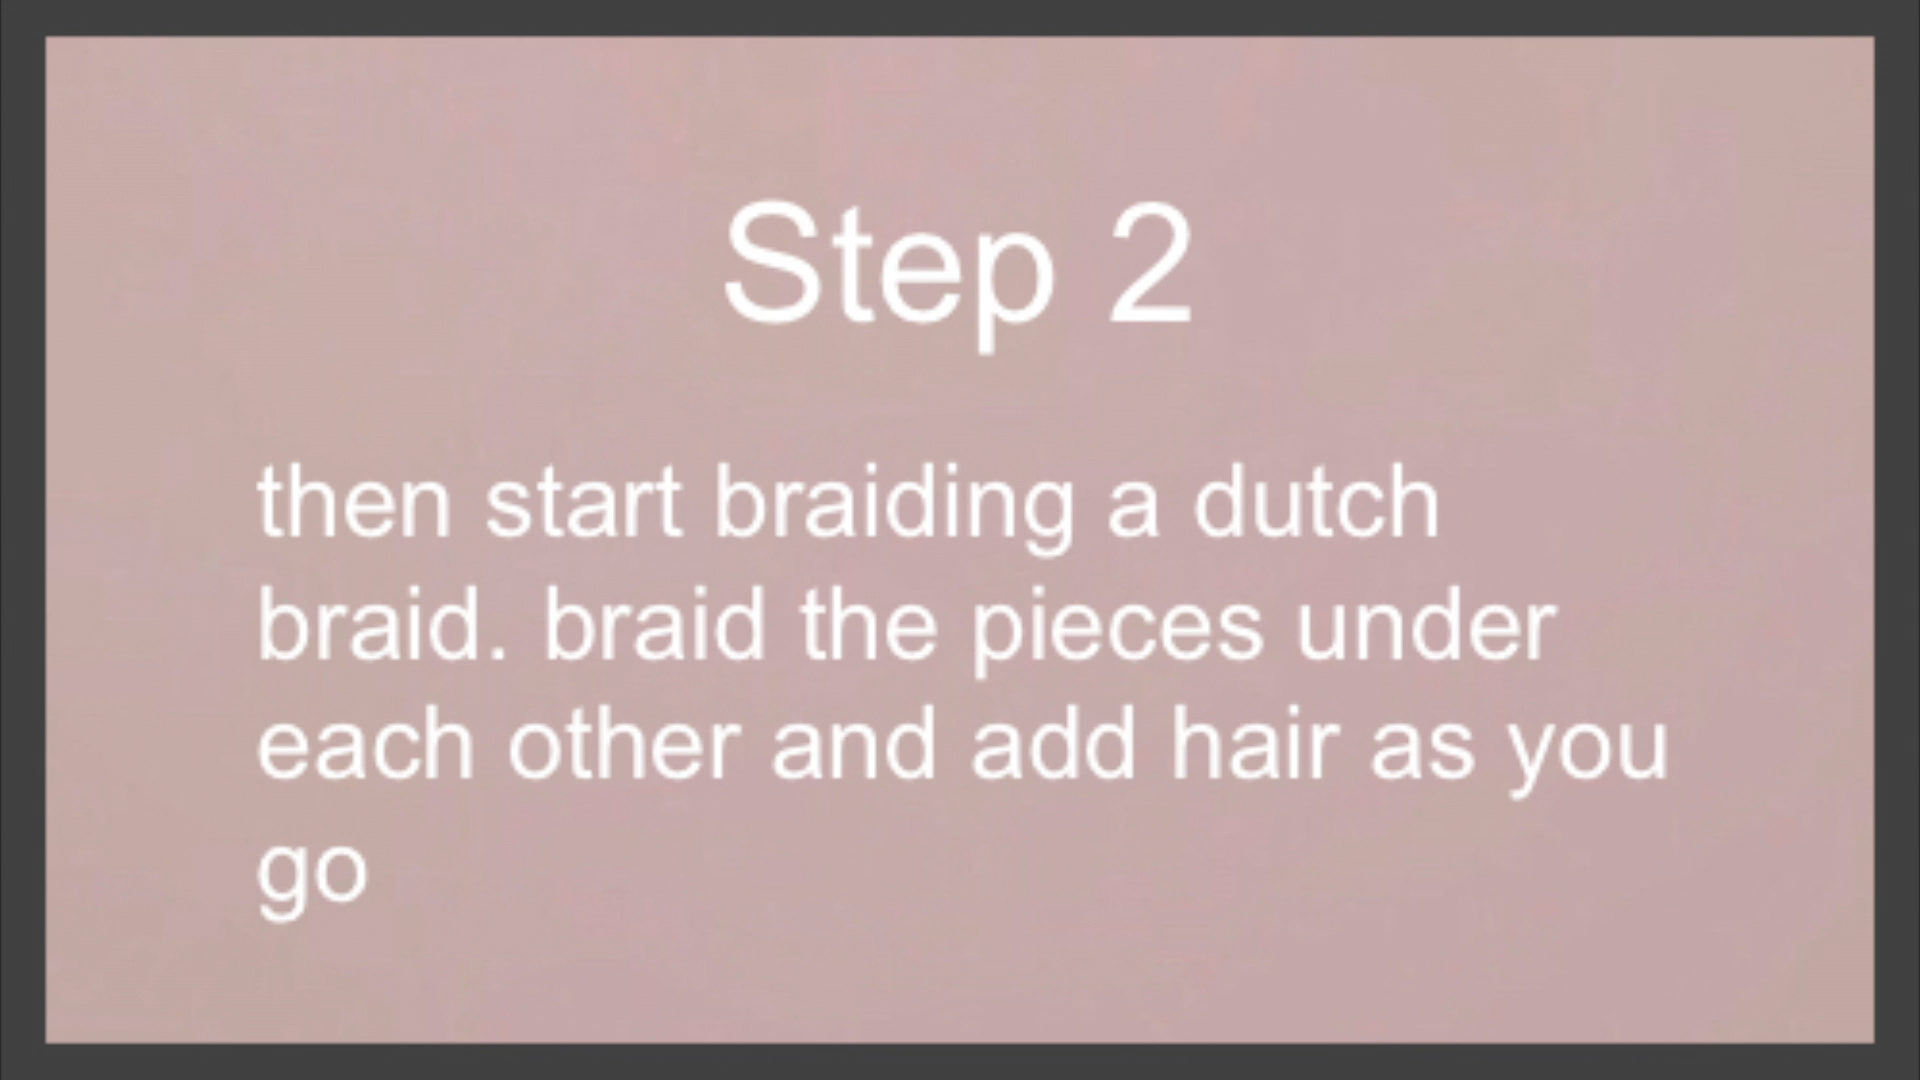 Step 2
then start braiding a dutch
braid. braid the pieces under
each other and add hair as you
go